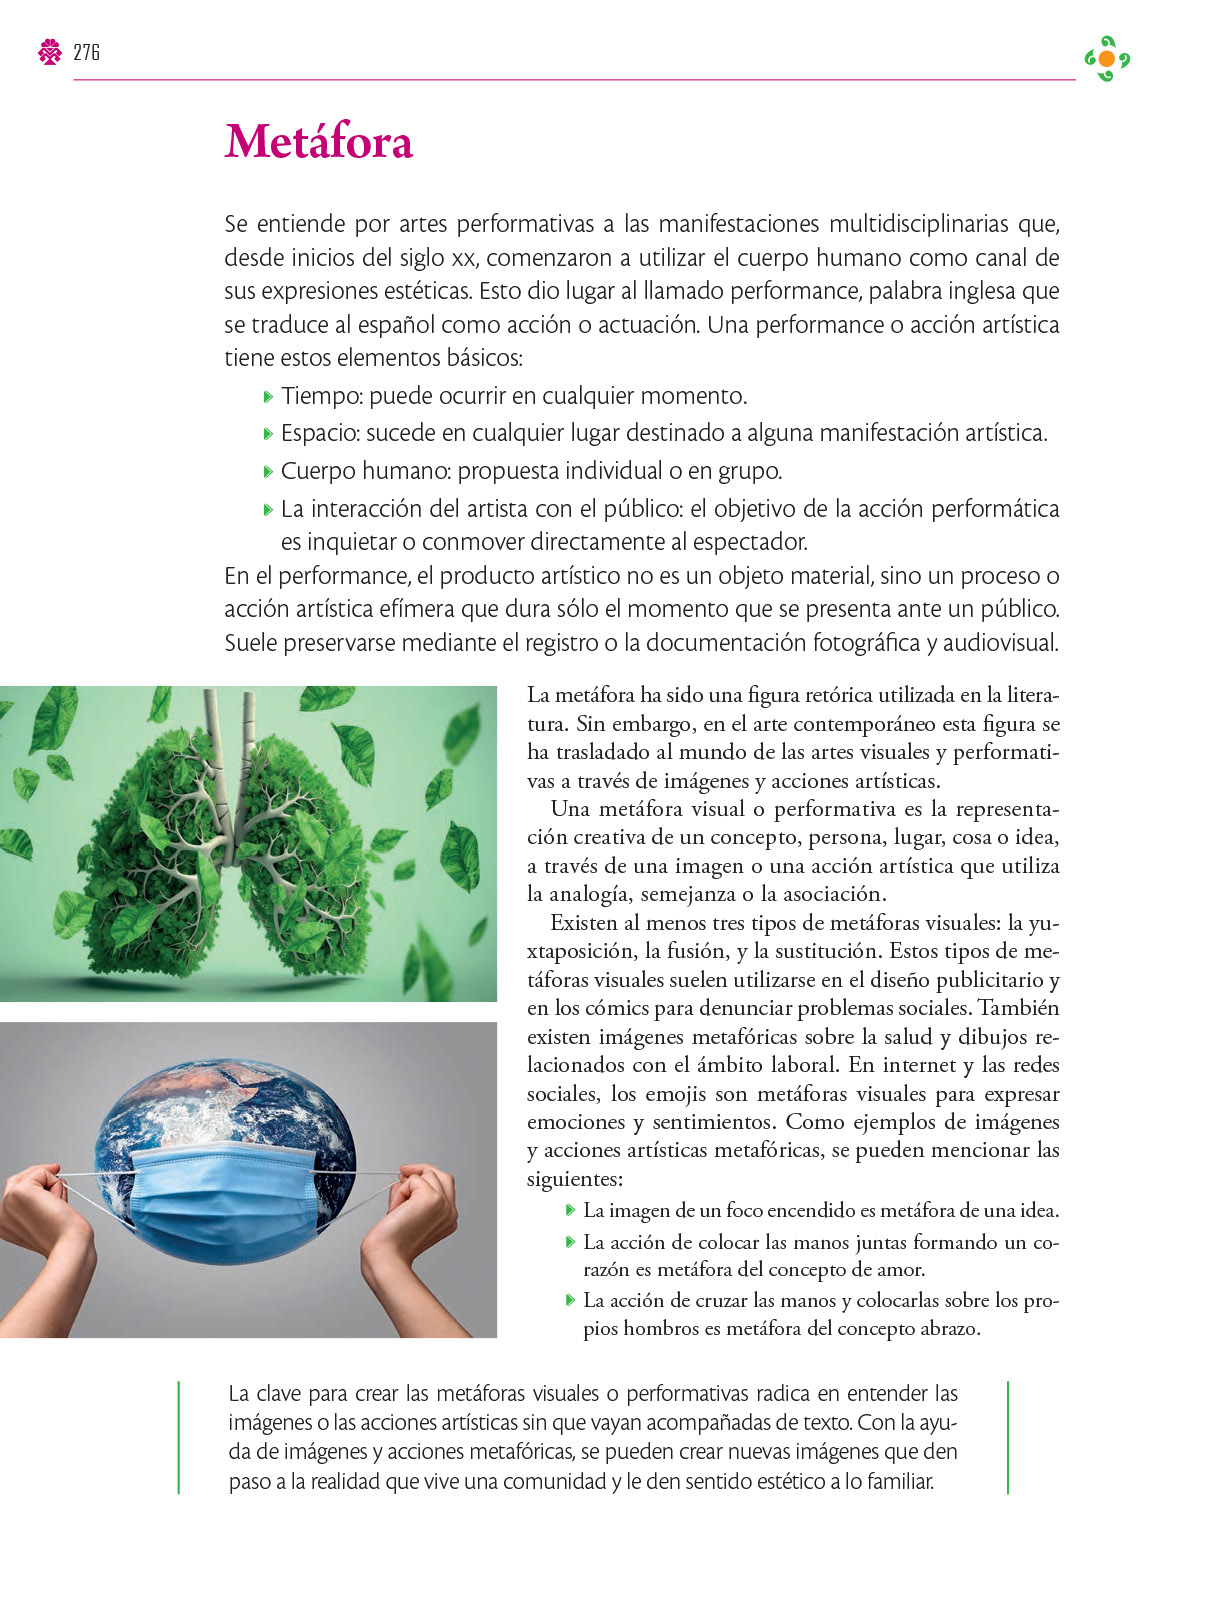 276
Metáfora
Se entiende por artes performativas a las manifestaciones multidisciplinarias que,
desde inicios del siglo xx, comenzaron a utilizar el cuerpo humano como canal de
sus expresiones estéticas. Esto dio lugar al llamado performance, palabra inglesa que
se traduce al español como acción o actuación. Una performance o acción artística
tiene estos elementos básicos:
Tiempo: puede ocurrir en cualquier momento.
Espacio: sucede en cualquier lugar destinado a alguna manifestación artística.
Cuerpo humano: propuesta individual o en grupo.
La interacción del artista con el público: el objetivo de la acción performática
es inquietar o conmover directamente al espectador.
En el performance, el producto artístico no es un objeto material, sino un proceso o
acción artística efímera que dura sólo el momento que se presenta ante un público.
Suele preservarse mediante el registro o la documentación fotográfica y audiovisual.
La metáfora ha sido una figura retórica utilizada en la litera-
tura. Sin embargo, en el arte contemporáneo esta figura se
ha trasladado al mundo de las artes visuales y performati-
vas a través de imágenes y acciones artísticas.
Una metáfora visual o performativa es la representa-
ción creativa de un concepto, persona, lugar, cosa o idea,
a través de una imagen o una acción artística que utiliza
la analogía, semejanza o la asociación.
Existen al menos tres tipos de metáforas visuales: la yu-
xtaposición, la fusión, y la sustitución. Estos tipos de me-
táforas visuales suelen utilizarse en el diseño publicitario y
en los cómics para denunciar problemas sociales. También
existen imágenes metafóricas sobre la salud y dibujos re-
lacionados con el ámbito laboral. En internet y las redes
sociales, los emojis son metáforas visuales para expresar
emociones y sentimientos. Como ejemplos de imágenes
y acciones artísticas metafóricas, se pueden mencionar las
siguientes:
La imagen de un foco encendido es metáfora de una idea.
La acción de colocar las manos juntas formando un co-
razón es metáfora del concepto de amor.
La acción de cruzar las manos y colocarlas sobre los pro-
pios hombros es metáfora del concepto abrazo.
La clave para crear las metáforas visuales o performativas radica en entender las
imágenes o las acciones artísticas sin que vayan acompañadas de texto. Con la ayu-
da de imágenes y acciones metafóricas, se pueden crear nuevas imágenes que den
paso a la realidad que vive una comunidad y le den sentido estético a lo familiar.